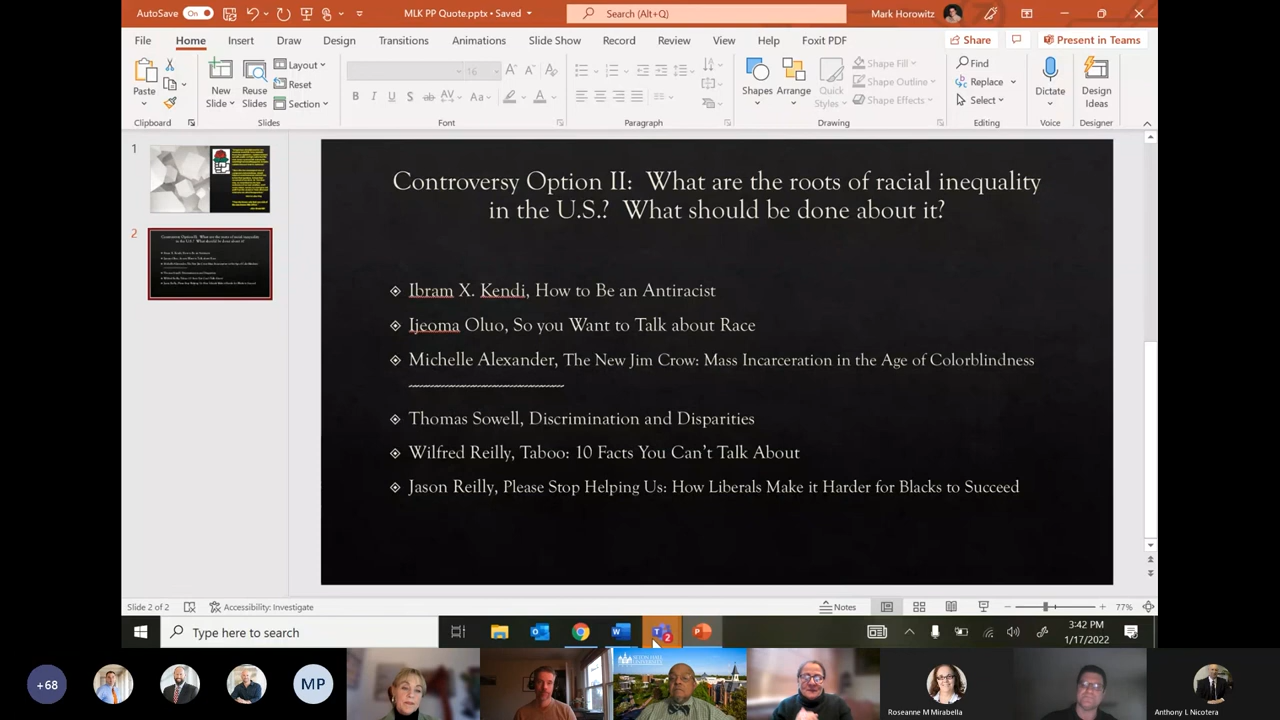 AutoSave On MLK PP Quote.pptx • Saved Search (Alt+Q) Mark Horowitz
File Home Insert Draw Design Transitions Animations Slide Show Record Review View Help Foxit PDF Share Present in Teams
Paste
New Slide
Reuse Slides
Layout
Reset
Section
16
Shapes
Arrange
Quick Styles
Shape Fill
Shape Outline
Shape Effects
Find
Replace
Select
Dictate
Design Ideas
Clipboard Slides Font Paragraph Drawing Editing Voice Designer
1
2
Controversy Option II: What are the roots of racial inequality
in the U.S.? What should be done about it?
Ibram X. Kendi, How to Be an Antiracist
Ijeoma Oluo, So you Want to Talk about Race
Michelle Alexander, The New Jim Crow: Mass Incarceration in the Age of Colorblindness
Thomas Sowell, Discrimination and Disparities
Wilfred Reilly, Taboo: 10 Facts You Can't Talk About
Jason Reilly, Please Stop Helping Us: How Liberals Make it Harder for Blacks to Succeed
Slide 2 of 2 Accessibility: Investigate Notes 77%
Type here to search
3:42 PM
1/17/2022
+68
MP
SETON HALL
UNIVERSITY
Roseanne M Mirabella
Anthony L Nicotera